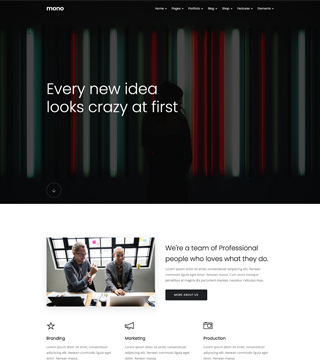 mono
Home Pages Portfolio Blog Shop Features Elements
Every new idea
looks crazy at first
We're a team of Professional
people who loves what they do.
Lorem ipsum dolor sit amet, consectetur adipiscing elit. Aenean
commodo ligula eget dolor. Aenean massa. Cum sociis natoque
penatibus et magnis dis parturient montes, nascetur ridiculus mus.
MORE ABOUT US
Branding Marketing Production
Lorem ipsum dolor sit amet, consectetuer Lorem ipsum dolor sit amet, consectetuer Lorem ipsum dolor sit amet, consectetuer
adipiscing elit. Aenean commodo ligula eget adipiscing elit. Aenean commodo ligula eget adipiscing elit. Aenean commodo ligula eget
dolor. Aenean massa. dolor. Aenean massa. dolor. Aenean massa.